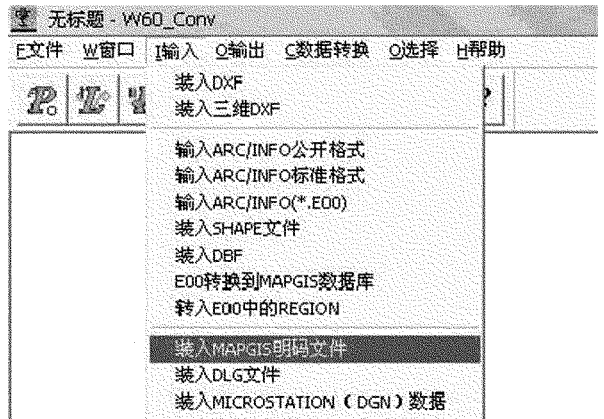 无标题 - W60_Conv
F文件 W窗口 I输入 O输出 C数据转换 O选择 H帮助
装入DXF
装入三维DXF
输入ARC/INFO公开格式
输入ARC/INFO标准格式
输入ARC/INFO(*.E00)
装入SHAPE文件
装入DBF
E00转换到MAPGIS数据库
转入E00中的REGION
装入MAPGIS明码文件
装入DLG文件
装入MICROSTATION（DGN）数据